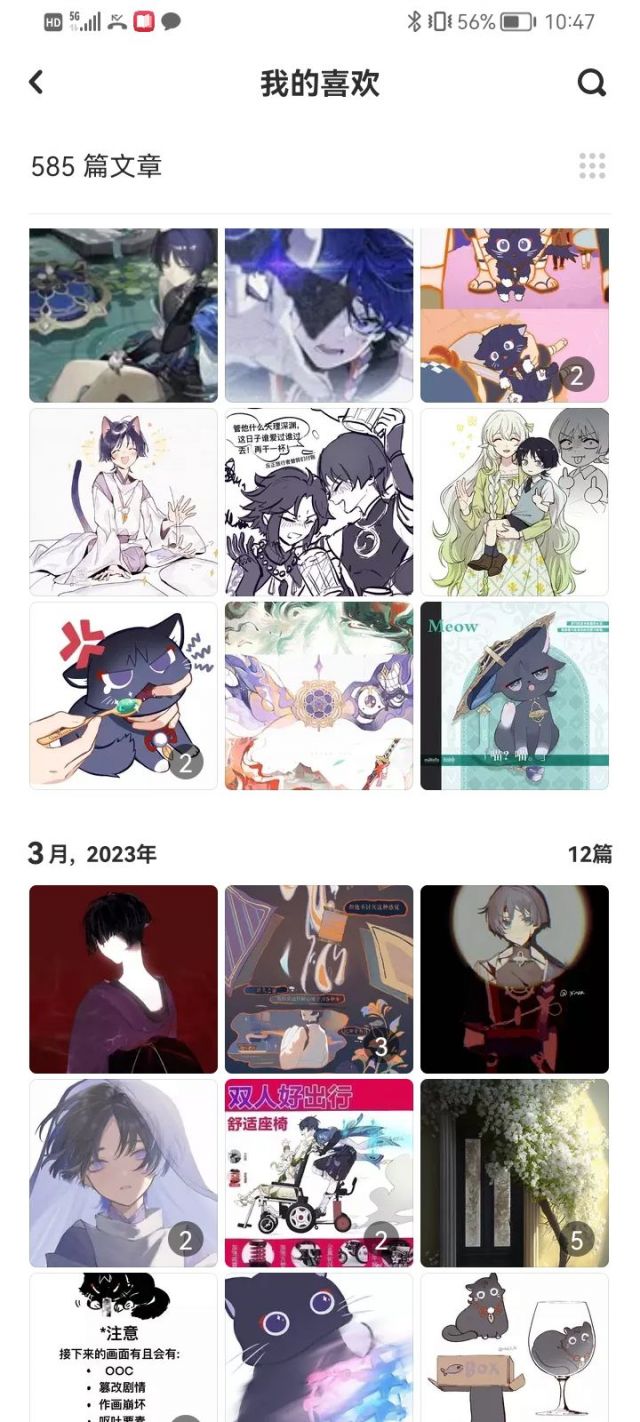 HD 5G 56% 10:47
我的喜欢
585 篇文章
2
管他什么大理深渊,
这日子谁爱过谁过
去！再干一杯！
2
Meow
3月, 2023年 12篇
3
双人好出行
舒适座椅
2
2
5
*注意
接下来的画面有且会有:
• OOC
• 篡改剧情
• 作画崩坏
BOX